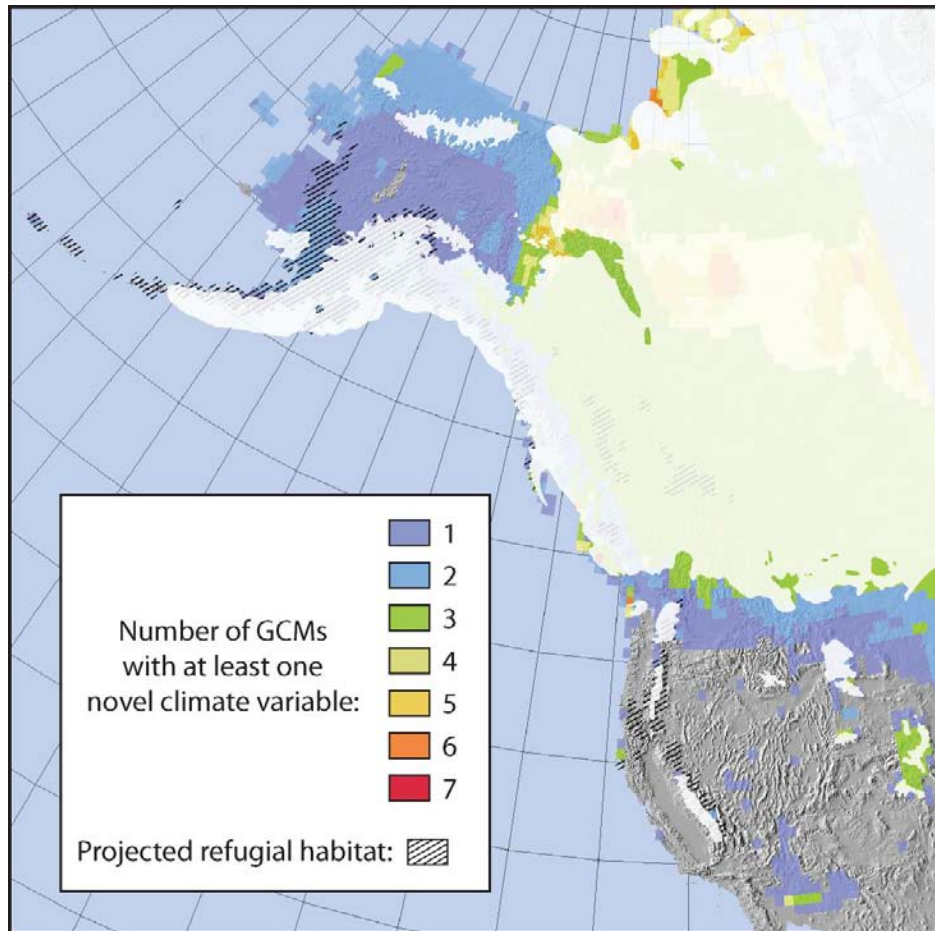 Number of GCMs
with at least one
novel climate variable:
1
2
3
4
5
6
7
Projected refugial habitat: